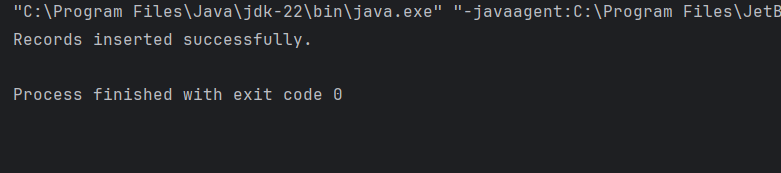 "C:\Program Files\Java\jdk-22\bin\java.exe" "-javaagent:C:\Program Files\JetB
Records inserted successfully.
Process finished with exit code 0